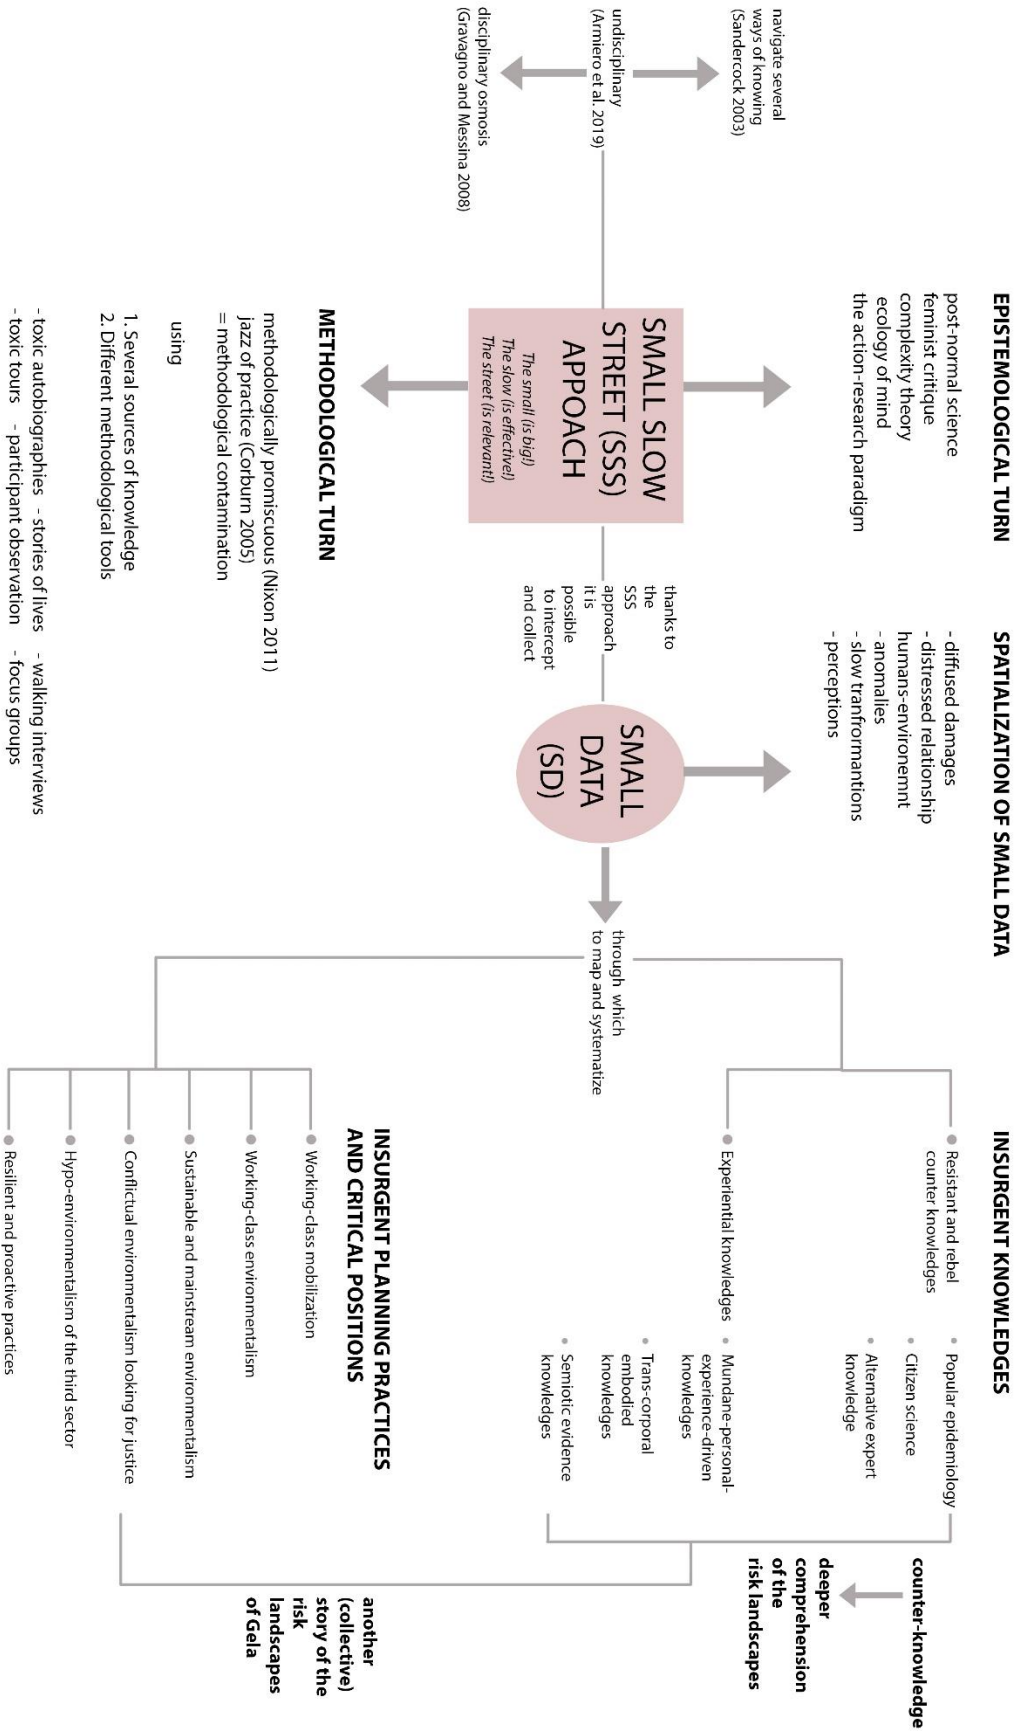 navigate several
ways of knowing
(Sandercock 2003)
undisciplinary
(Armiero et al. 2019)
disciplinary osmosis
(Gravagno and Messina 2008)
EPISTEMOLOGICAL TURN
post-normal science
feminist critique
complexity theory
ecology of mind
the action-research paradigm
SMALL SLOW
STREET (SSS)
APPOACH
The small (is big!)
The slow (is effective!)
The street (is relevant!)
METHODOLOGICAL TURN
methodologically promiscuous (Nixon 2011)
jazz of practice (Corburn 2005)
= methodological contamination
using
1. Several sources of knowledge
2. Different methodological tools
- toxic autobiographies - stories of lives - walking interviews
- toxic tours - participant observation - focus groups
thanks to
the
SSS
approach
it is
possible
to intercept
and collect
SPATIALIZATION OF SMALL DATA
- diffused damages
- distressed relationship
humans-environemnt
- anomalies
- slow tranfrormantions
- perceptions
SMALL
DATA
(SD)
through which
to map and systematize
INSURGENT KNOWLEDGES
Resistant and rebel
counter knowledges
Popular epidemiology
Citizen science
Alternative expert
knowledge
Experiential knowledges
Mundane-personal-
experience-driven
knowledges
Trans-corporal
embodied
knowledges
Semiotic evidence
knowledges
INSURGENT PLANNING PRACTICES
AND CRITICAL POSITIONS
Working-class mobilization
Working-class environmentalism
Sustainable and mainstream environmentalism
Conflictual environmentalism looking for justice
Hypo-environmentalism of the third sector
Resilient and proactive practices
counter-knowledge
deeper
comprehension
of the
risk landscapes
another
(collective)
story of the
risk
landscapes
of Gela